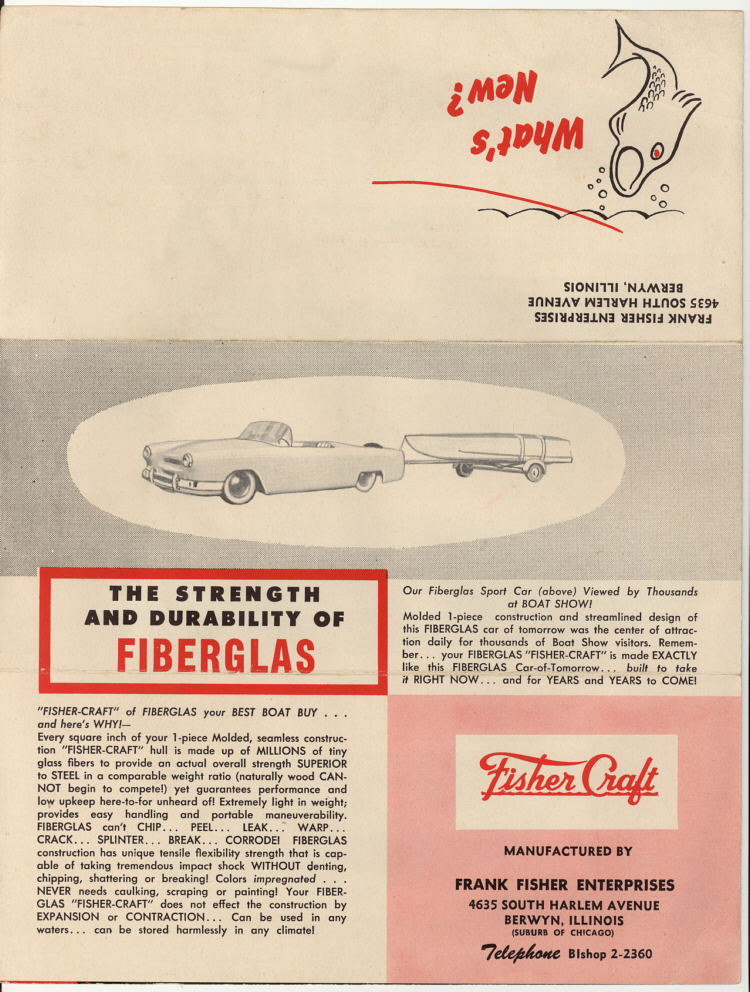 What's
New?
FRANK FISHER ENTERPRISES
4635 SOUTH HARLEM AVENUE
BERWYN, ILLINOIS
THE STRENGTH
AND DURABILITY OF
FIBERGLAS
"FISHER-CRAFT" of FIBERGLAS your BEST BOAT BUY . . .
and here's WHY!—
Every square inch of your 1-piece Molded, seamless construc-
tion "FISHER-CRAFT" hull is made up of MILLIONS of tiny
glass fibers to provide an actual overall strength SUPERIOR
to STEEL in a comparable weight ratio (naturally wood CAN-
NOT begin to compete!) yet guarantees performance and
low upkeep here-to-for unheard of! Extremely light in weight;
provides easy handling and portable maneuverability.
FIBERGLAS can't CHIP... PEEL... LEAK... WARP...
CRACK... SPLINTER... BREAK... CORRODE! FIBERGLAS
construction has unique tensile flexibility strength that is cap-
able of taking tremendous impact shock WITHOUT denting,
chipping, shattering or breaking! Colors impregnated . . .
NEVER needs caulking, scraping or painting! Your FIBER-
GLAS "FISHER-CRAFT" does not effect the construction by
EXPANSION or CONTRACTION... Can be used in any
waters... can be stored harmlessly in any climate!
Our Fiberglas Sport Car (above) Viewed by Thousands
at BOAT SHOW!
Molded 1-piece construction and streamlined design of
this FIBERGLAS car of tomorrow was the center of attrac-
tion daily for thousands of Boat Show visitors. Remem-
ber... your FIBERGLAS "FISHER-CRAFT" is made EXACTLY
like this FIBERGLAS Car-of-Tomorrow... built to take
it RIGHT NOW... and for YEARS and YEARS to COME!
Fisher Craft
MANUFACTURED BY
FRANK FISHER ENTERPRISES
4635 SOUTH HARLEM AVENUE
BERWYN, ILLINOIS
(SUBURB OF CHICAGO)
Telephone BIshop 2-2360